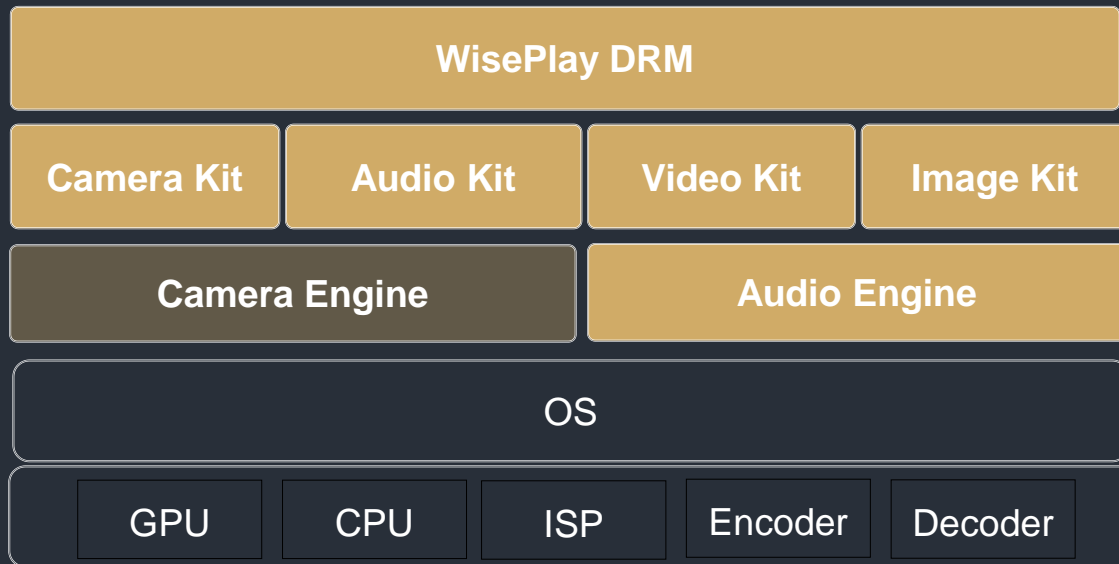 WisePlay DRM
Camera Kit Audio Kit Video Kit Image Kit
Camera Engine Audio Engine
OS
GPU CPU ISP Encoder Decoder